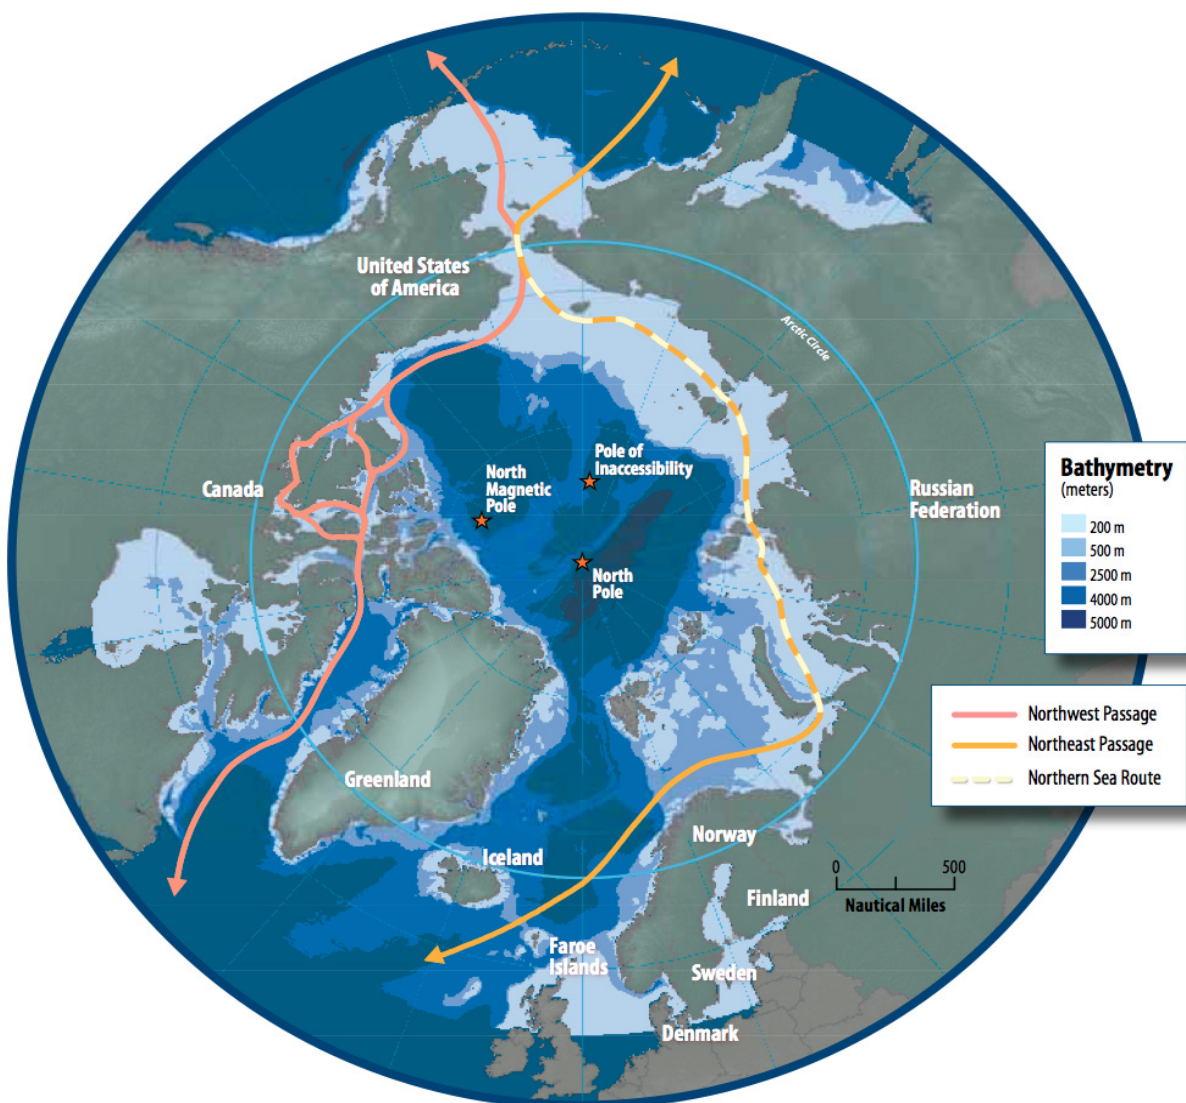 United States
of America
Arctic Circle
Pole of
Inaccessibility
North
Magnetic
Pole
Canada
Russian
Federation
North
Pole
Bathymetry
(meters)
200 m
500 m
2500 m
4000 m
5000 m
Northwest Passage
Northeast Passage
Northern Sea Route
Greenland
Norway
Iceland
0 500
Nautical Miles
Finland
Faroe
Islands
Sweden
Denmark